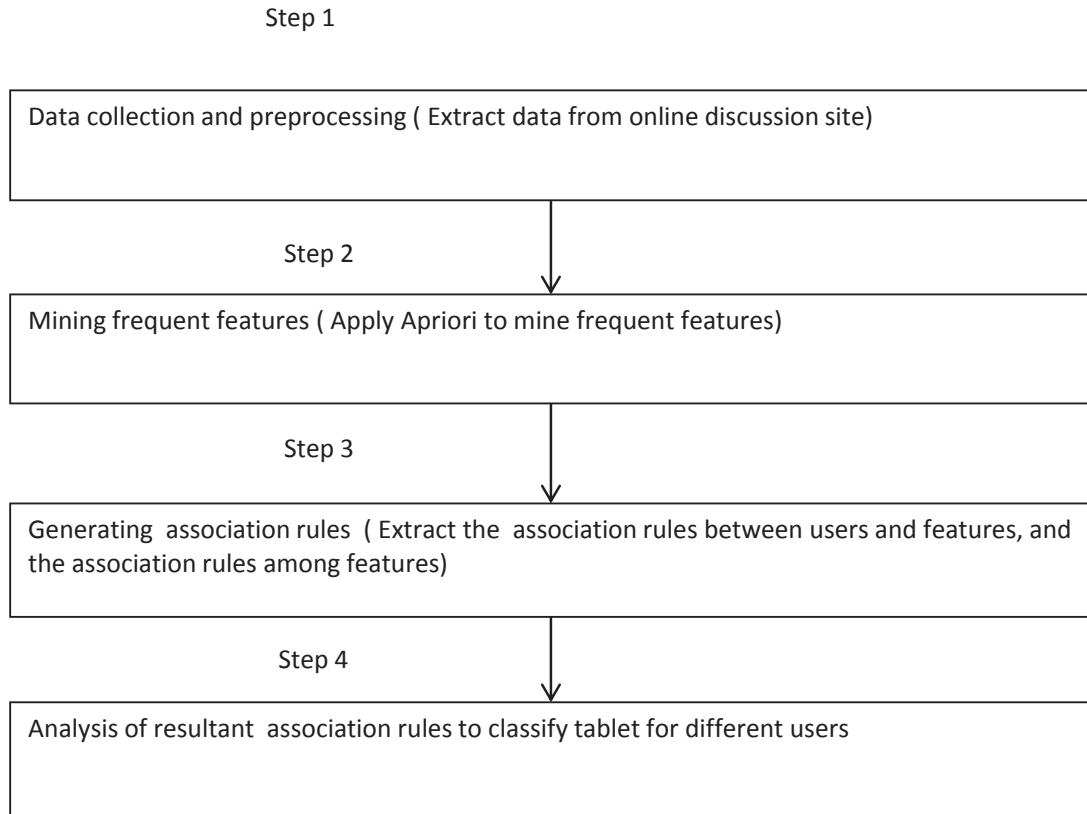 Step 1
Data collection and preprocessing ( Extract data from online discussion site)
Step 2
Mining frequent features ( Apply Apriori to mine frequent features)
Step 3
Generating  association rules  ( Extract the  association rules between users and features, and
the association rules among features)
Step 4
Analysis of resultant  association rules to classify tablet for different users